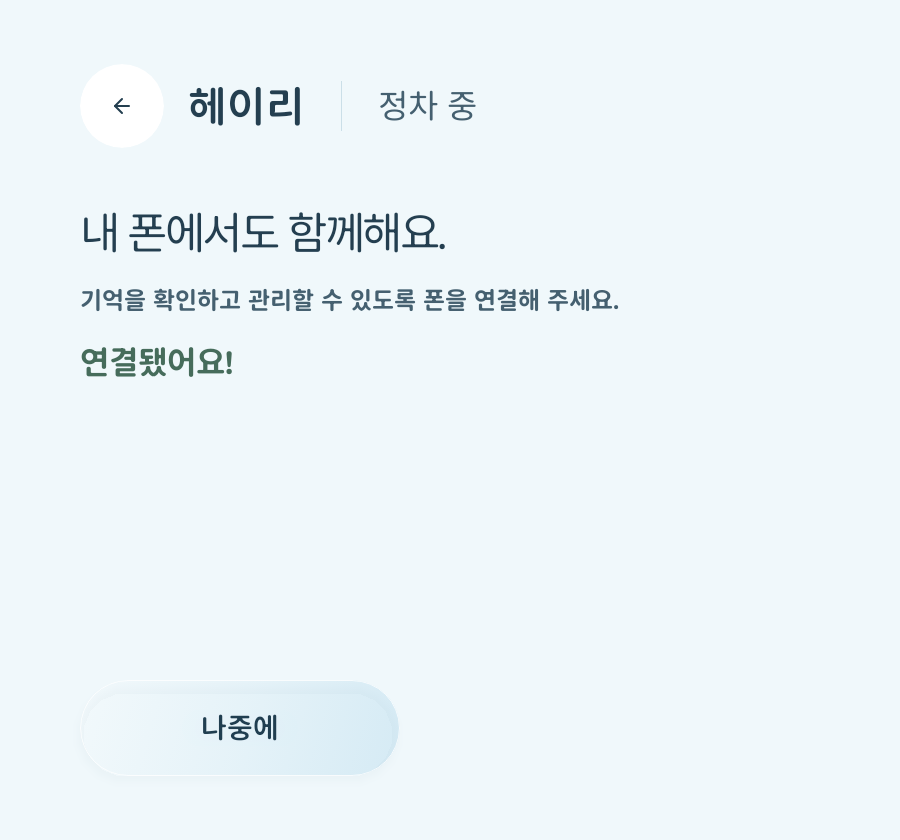 헤이리
정차 중
내 폰에서도 함께해요.
기억을 확인하고 관리할 수 있도록 폰을 연결해 주세요.
연결됐어요!
나중에